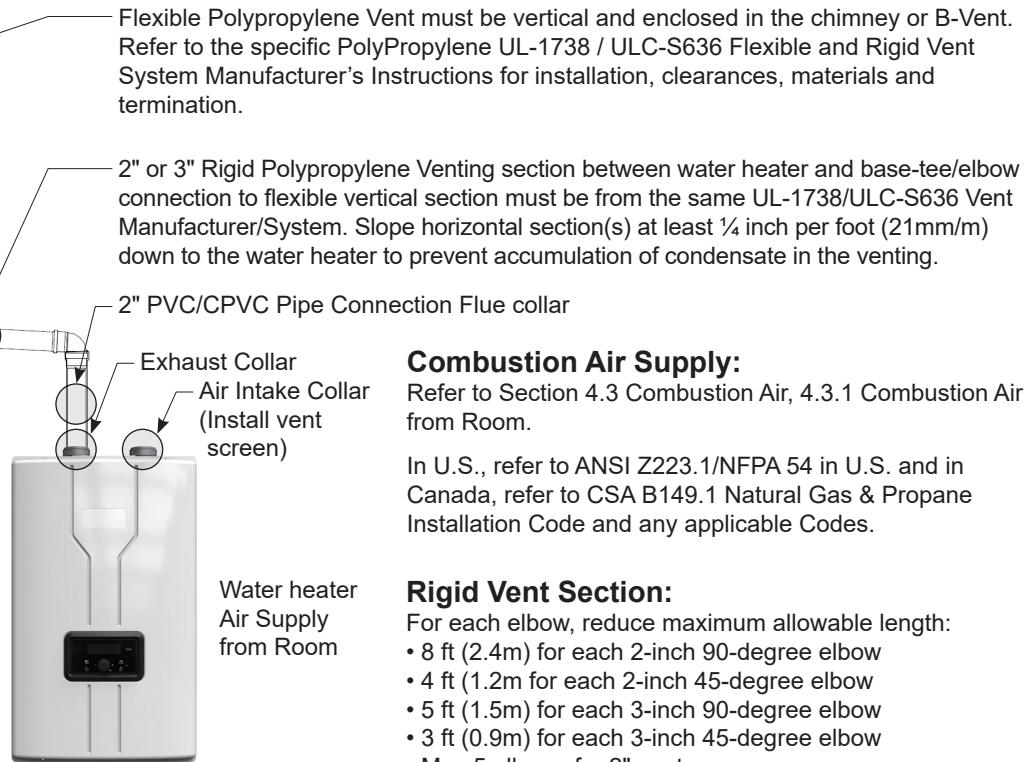 Flexible Polypropylene Vent must be vertical and enclosed in the chimney or B-Vent.
Refer to the specific PolyPropylene UL-1738 / ULC-S636 Flexible and Rigid Vent
System Manufacturer's Instructions for installation, clearances, materials and
termination.
2" or 3" Rigid Polypropylene Venting section between water heater and base-tee/elbow
connection to flexible vertical section must be from the same UL-1738/ULC-S636 Vent
Manufacturer/System. Slope horizontal section(s) at least ¼ inch per foot (21mm/m)
down to the water heater to prevent accumulation of condensate in the venting.
2" PVC/CPVC Pipe Connection Flue collar
Exhaust Collar
Air Intake Collar
(Install vent
screen)
Combustion Air Supply:
Refer to Section 4.3 Combustion Air, 4.3.1 Combustion Air
from Room.
In U.S., refer to ANSI Z223.1/NFPA 54 in U.S. and in
Canada, refer to CSA B149.1 Natural Gas & Propane
Installation Code and any applicable Codes.
Water heater
Air Supply
from Room
Rigid Vent Section:
For each elbow, reduce maximum allowable length:
• 8 ft (2.4m) for each 2-inch 90-degree elbow
• 4 ft (1.2m for each 2-inch 45-degree elbow
• 5 ft (1.5m) for each 3-inch 90-degree elbow
• 3 ft (0.9m) for each 3-inch 45-degree elbow